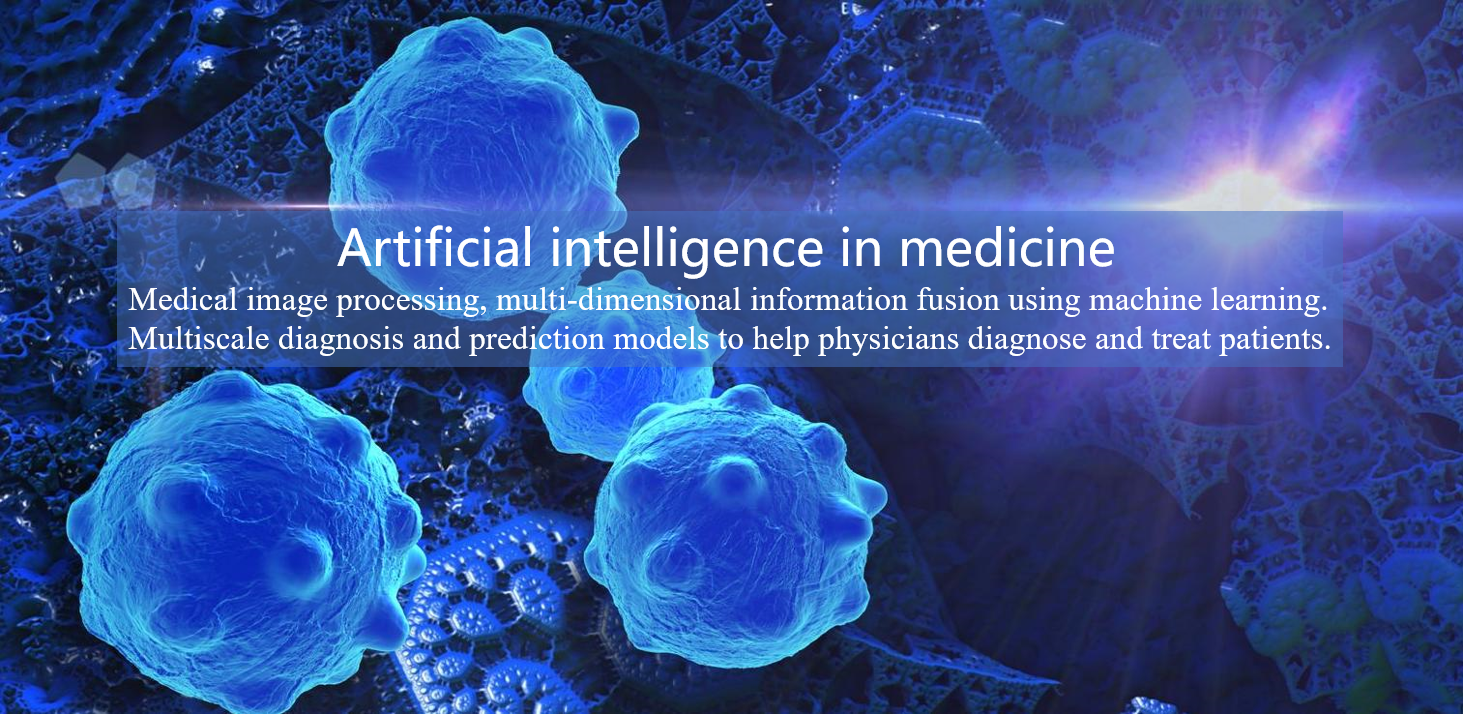 Artificial intelligence in medicine
Medical image processing, multi-dimensional information fusion using machine learning.
Multiscale diagnosis and prediction models to help physicians diagnose and treat patients.